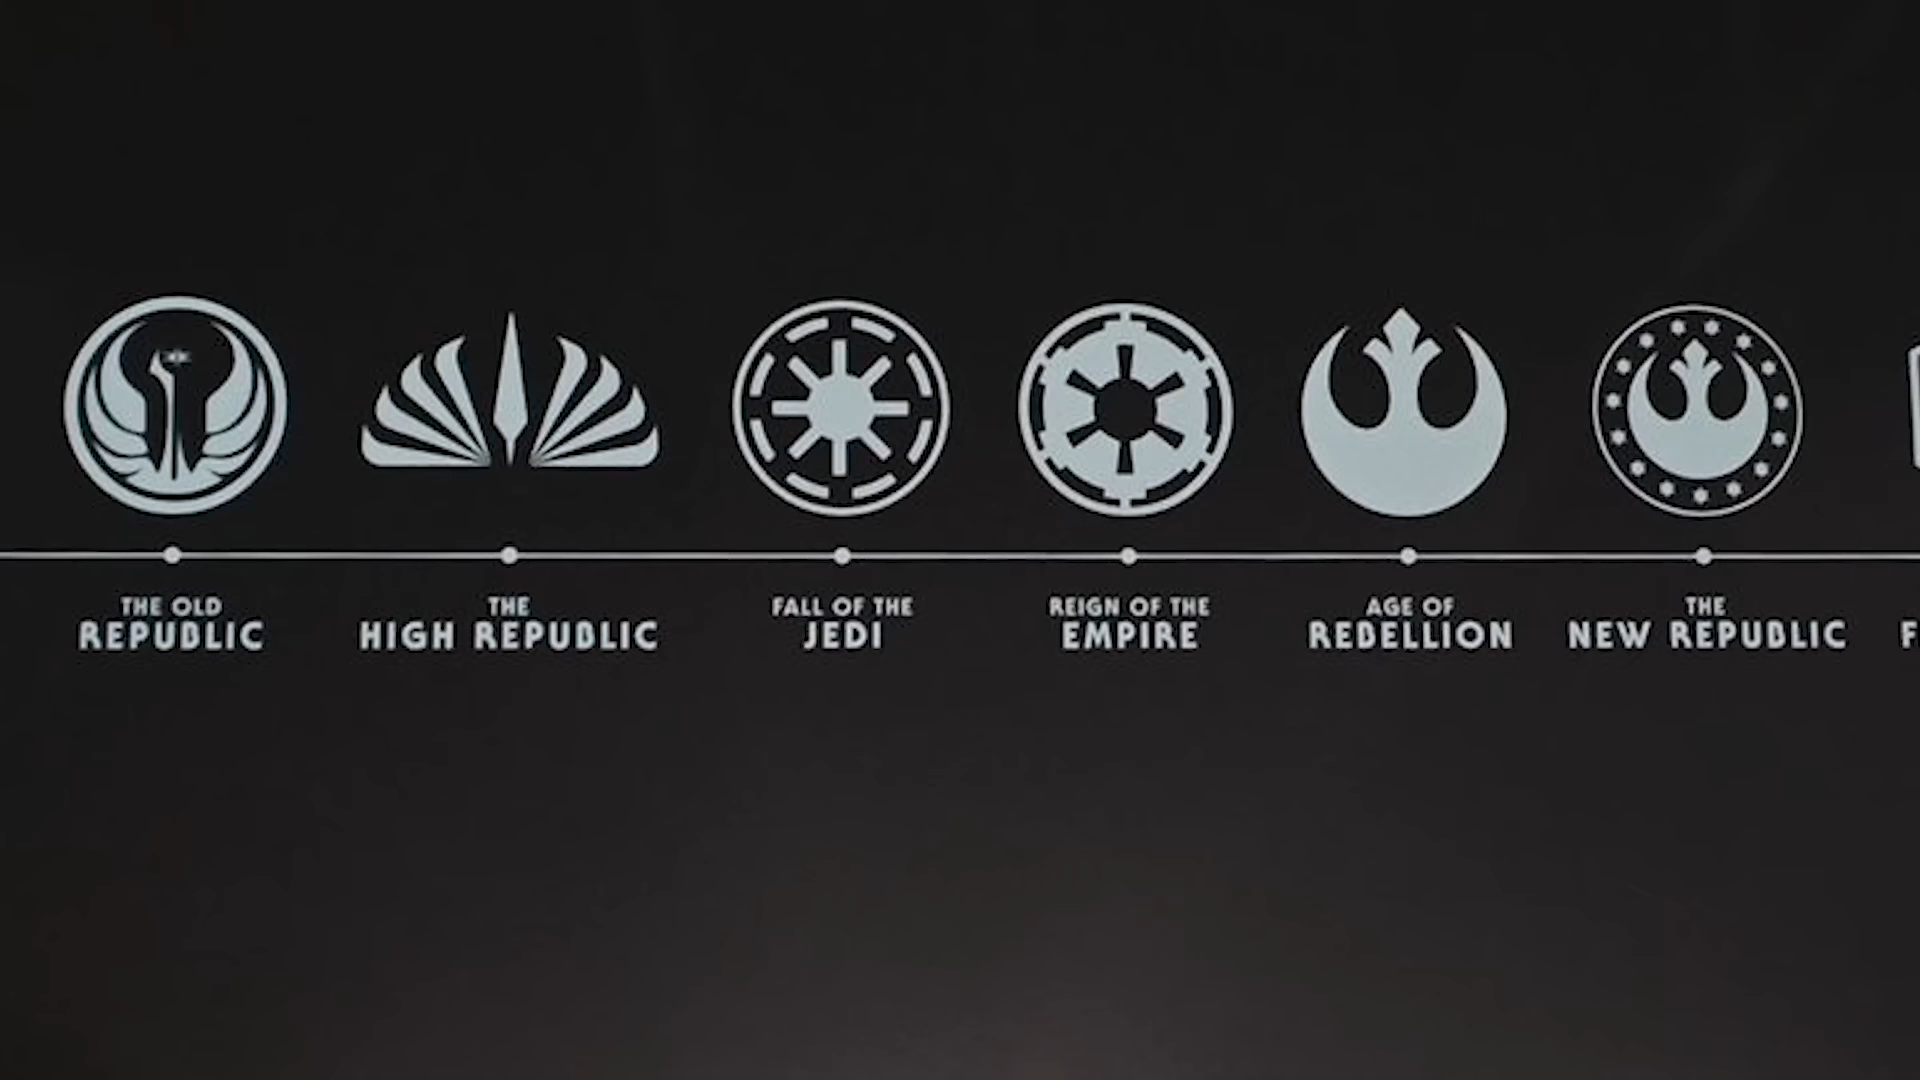 THE OLD
REPUBLIC
THE
HIGH REPUBLIC
FALL OF THE
JEDI
REIGN OF THE
EMPIRE
AGE OF
REBELLION
THE
NEW REPUBLIC
F